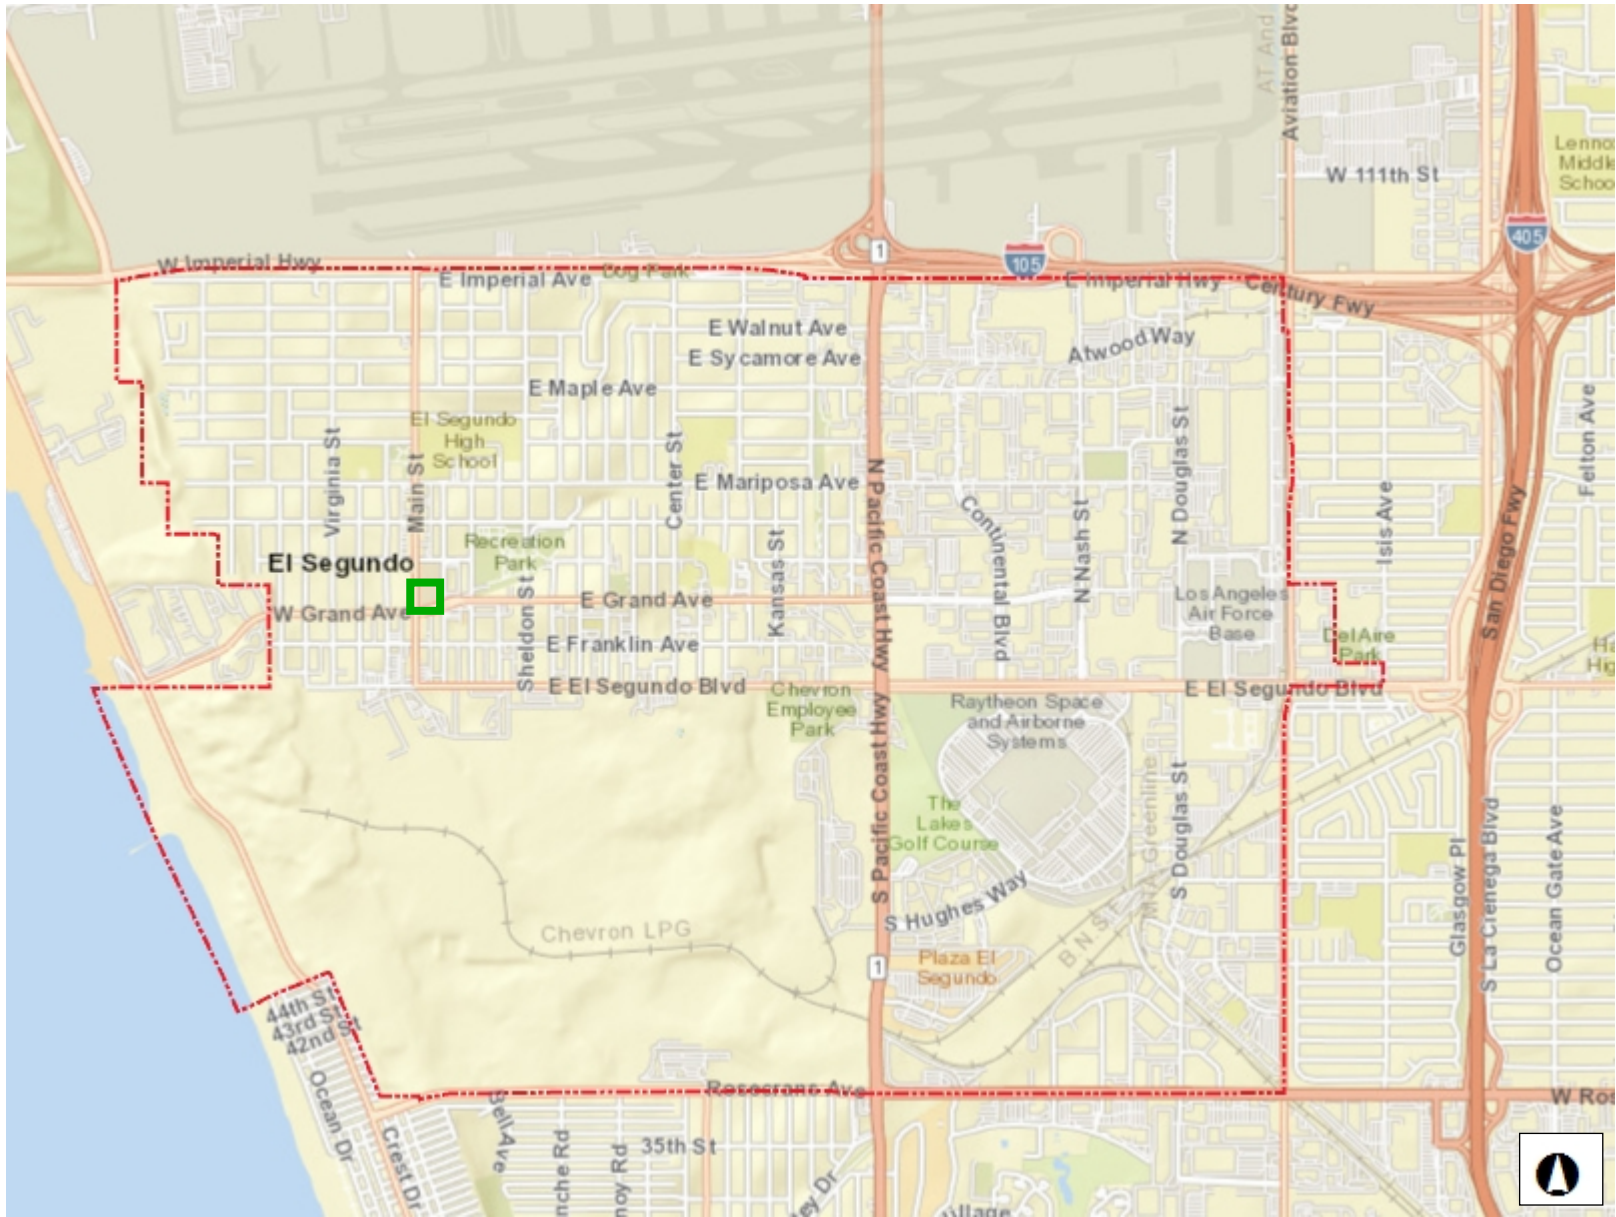 AT And
Aviation Blvd
W 111th St
1
405
105
W Imperial Hwy
E Imperial Ave
Dog Park
E Imperial Hwy
Century Fwy
E Walnut Ave
E Sycamore Ave
Atwood Way
E Maple Ave
El Segundo
High
School
Virginia St
Main St
Center St
E Mariposa Ave
N Pacific Coast Hwy
Continental Blvd
N Nash St
N Douglas St
Isis Ave
San Diego Fwy
Felton Ave
Recreation
Park
El Segundo
W Grand Ave
Sheldon St
E Grand Ave
Kansas St
E Franklin Ave
Los Angeles
Air Force
Base
Del Aire
Park
E El Segundo Blvd
Chevron
Employee
Park
E El Segundo Blvd
Raytheon Space
and Airborne
Systems
S Pacific Coast Hwy
The
Lakes
Golf Course
S Douglas St
Glasgow Pl
S La Cienega Blvd
Ocean Gate Ave
S Hughes Way
Chevron LPG
Plaza El
Segundo
1
44th St
43rd St
42nd St
Ocean Dr
Crest Dr
Bell Ave
Rosecrans Ave
35th St